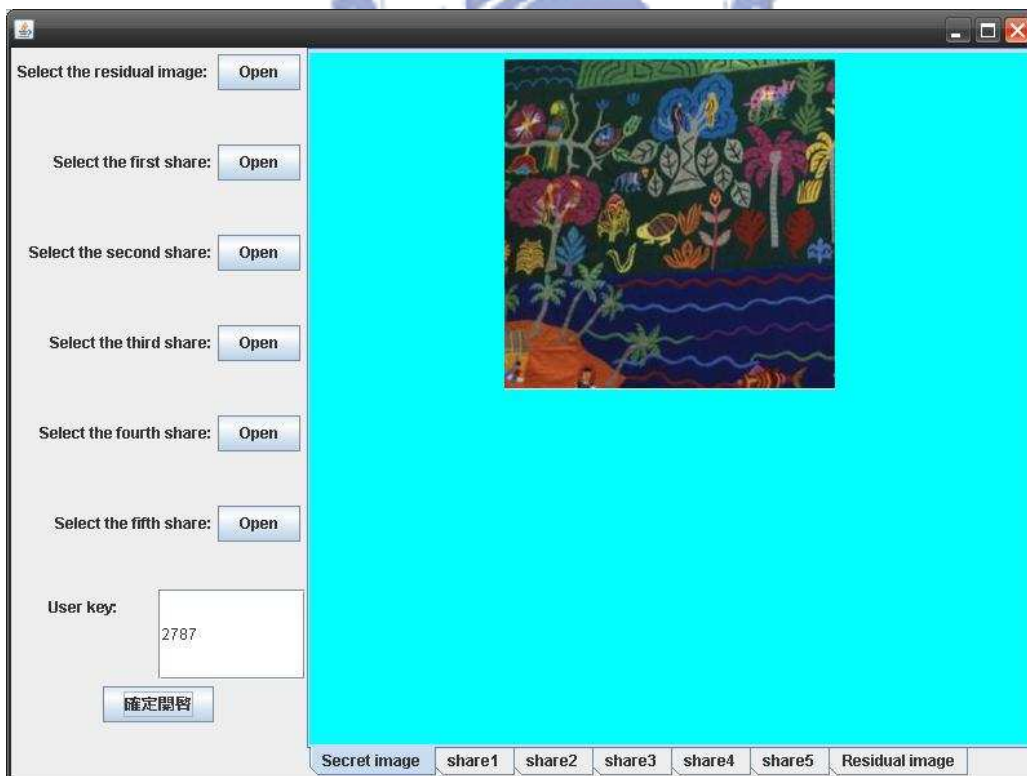 Select the residual image: Open
Select the first share: Open
Select the second share: Open
Select the third share: Open
Select the fourth share: Open
Select the fifth share: Open
User key: 2787
確定開啓
Secret image share1 share2 share3 share4 share5 Residual image